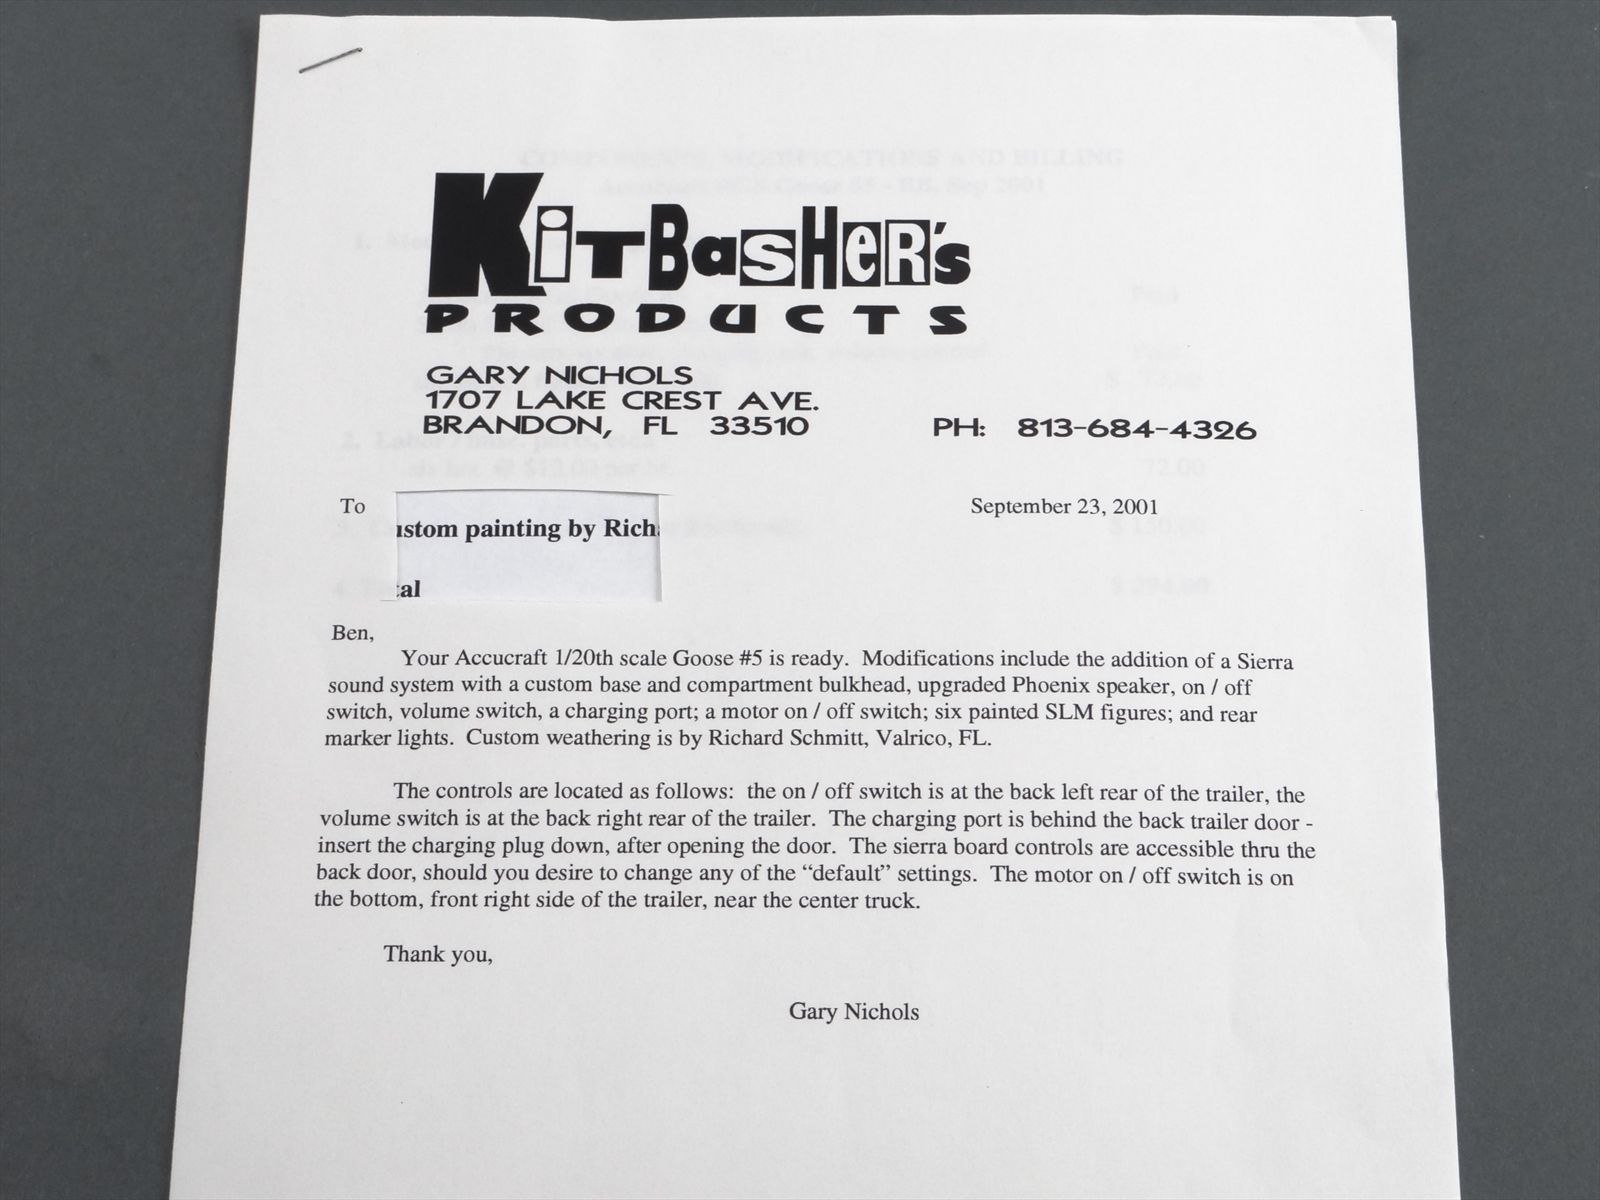 KitBasher's
PRODUCTS
GARY NICHOLS
1707 LAKE CREST AVE.
BRANDON, FL 33510 PH: 813-684-4326
To September 23, 2001
ustom painting by Rich
tal
Ben,
Your Accucraft 1/20th scale Goose #5 is ready. Modifications include the addition of a Sierra
sound system with a custom base and compartment bulkhead, upgraded Phoenix speaker, on / off
switch, volume switch, a charging port; a motor on / off switch; six painted SLM figures; and rear
marker lights. Custom weathering is by Richard Schmitt, Valrico, FL.
The controls are located as follows: the on / off switch is at the back left rear of the trailer, the
volume switch is at the back right rear of the trailer. The charging port is behind the back trailer door -
insert the charging plug down, after opening the door. The sierra board controls are accessible thru the
back door, should you desire to change any of the “default” settings. The motor on / off switch is on
the bottom, front right side of the trailer, near the center truck.
Thank you,
Gary Nichols